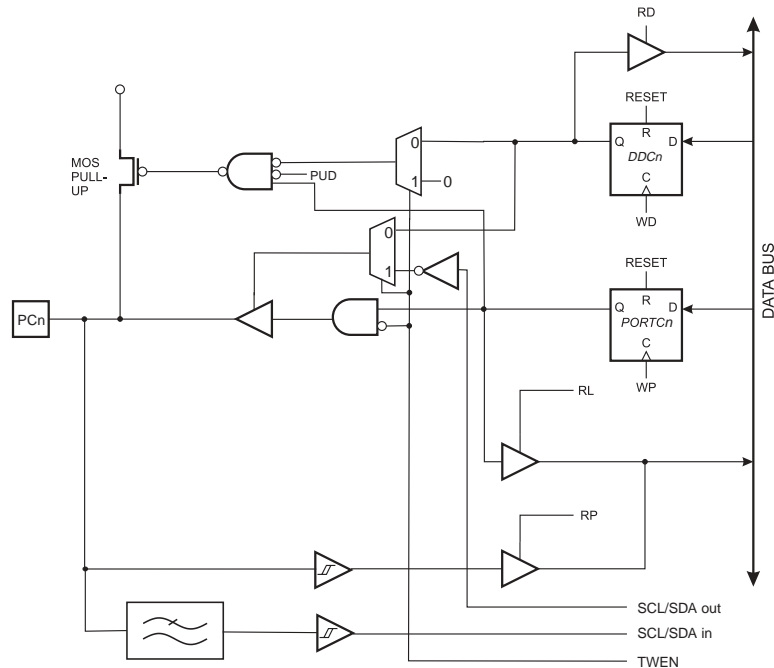 RD
RESET
R
Q
D
DDCn
C
WD
MOS
PULL-
UP
PUD
0
1
0
0
1
RESET
R
Q
D
PORTCn
C
WP
DATA BUS
PCn
RL
RP
SCL/SDA out
SCL/SDA in
TWEN